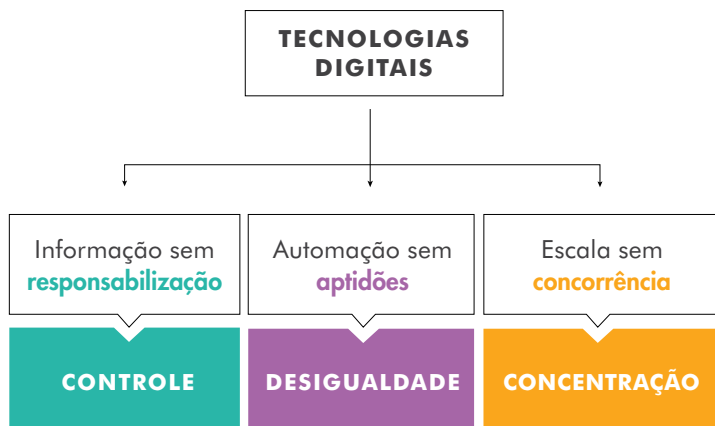 TECNOLOGIAS
DIGITAIS
Informação sem
responsabilização
Automação sem
aptidões
Escala sem
concorrência
CONTROLE
DESIGUALDADE
CONCENTRAÇÃO